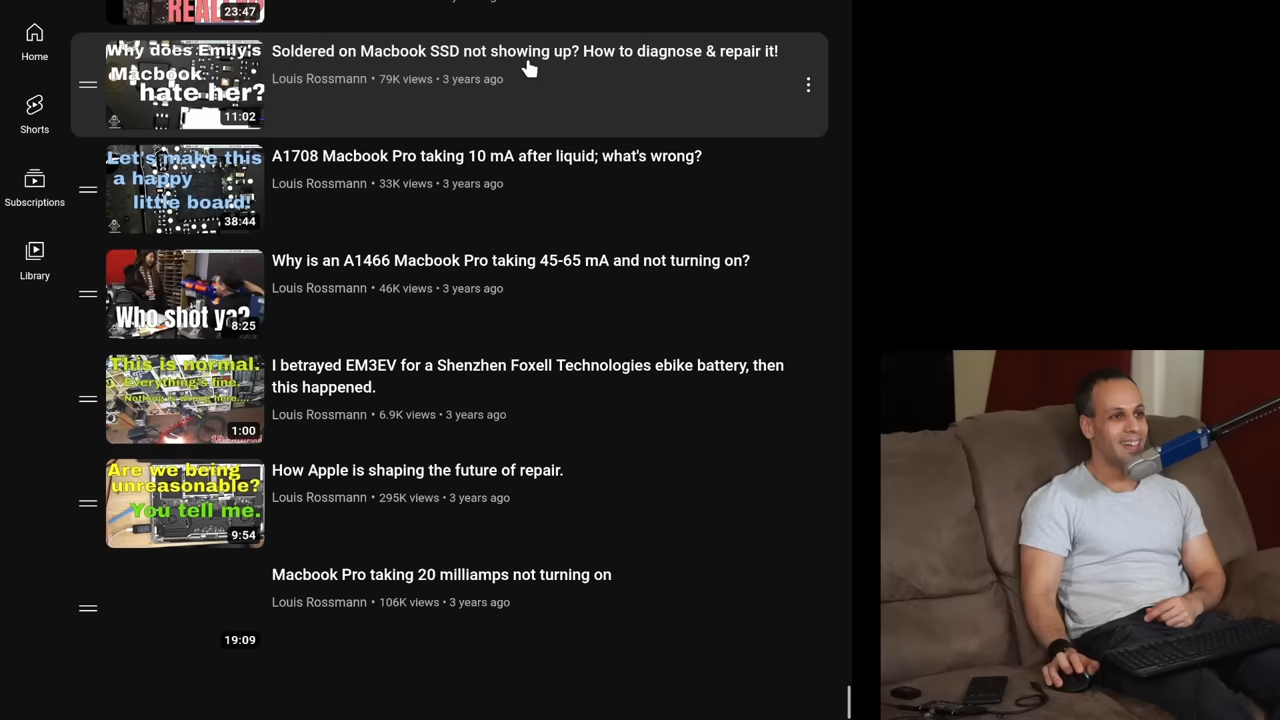 REALLY
23:47
Home
Shorts
Subscriptions
Library
Why does Emily's
Macbook
hate her?
11:02
Soldered on Macbook SSD not showing up? How to diagnose & repair it!
Louis Rossmann • 79K views • 3 years ago
Let's make this
a happy
little board!
38:44
A1708 Macbook Pro taking 10 mA after liquid; what's wrong?
Louis Rossmann • 33K views • 3 years ago
Who shot ya?
8:25
Why is an A1466 Macbook Pro taking 45-65 mA and not turning on?
Louis Rossmann • 46K views • 3 years ago
This is normal.
Everything's fine.
Nothing is wrong here....
1:00
I betrayed EM3EV for a Shenzhen Foxell Technologies ebike battery, then
this happened.
Louis Rossmann • 6.9K views • 3 years ago
Are we being
unreasonable?
You tell me.
9:54
How Apple is shaping the future of repair.
Louis Rossmann • 295K views • 3 years ago
Macbook Pro taking 20 milliamps not turning on
Louis Rossmann • 106K views • 3 years ago
19:09